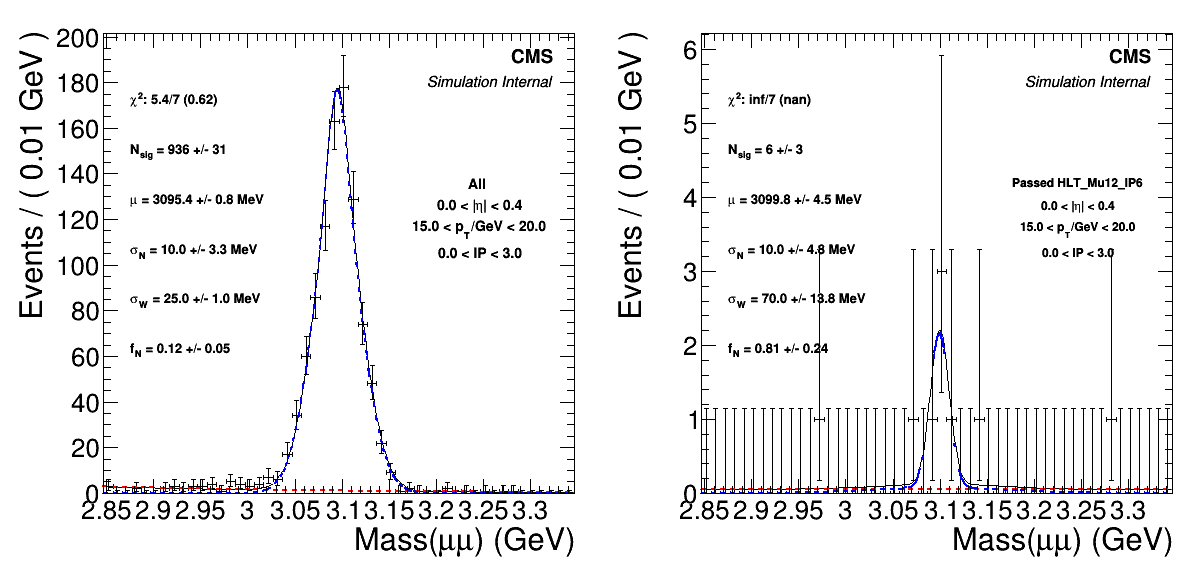 CMS
Simulation Internal
χ²: 5.4/7 (0.62)
N_sig = 936 +/- 31
μ = 3095.4 +/- 0.8 MeV
σ_N = 10.0 +/- 3.3 MeV
σ_W = 25.0 +/- 1.0 MeV
f_N = 0.12 +/- 0.05
All
0.0 < |η| < 0.4
15.0 < p_T/GeV < 20.0
0.0 < IP < 3.0
Events / ( 0.01 GeV )
200
180
160
140
120
100
80
60
40
20
0
2.85 2.9 2.95 3 3.05 3.1 3.15 3.2 3.25 3.3
Mass(μμ) (GeV)
CMS
Simulation Internal
χ²: inf/7 (nan)
N_sig = 6 +/- 3
μ = 3099.8 +/- 4.5 MeV
σ_N = 10.0 +/- 4.8 MeV
σ_W = 70.0 +/- 13.8 MeV
f_N = 0.81 +/- 0.24
Passed HLT_Mu12_IP6
0.0 < |η| < 0.4
15.0 < p_T/GeV < 20.0
0.0 < IP < 3.0
Events / ( 0.01 GeV )
6
5
4
3
2
1
0
2.85 2.9 2.95 3 3.05 3.1 3.15 3.2 3.25 3.3
Mass(μμ) (GeV)